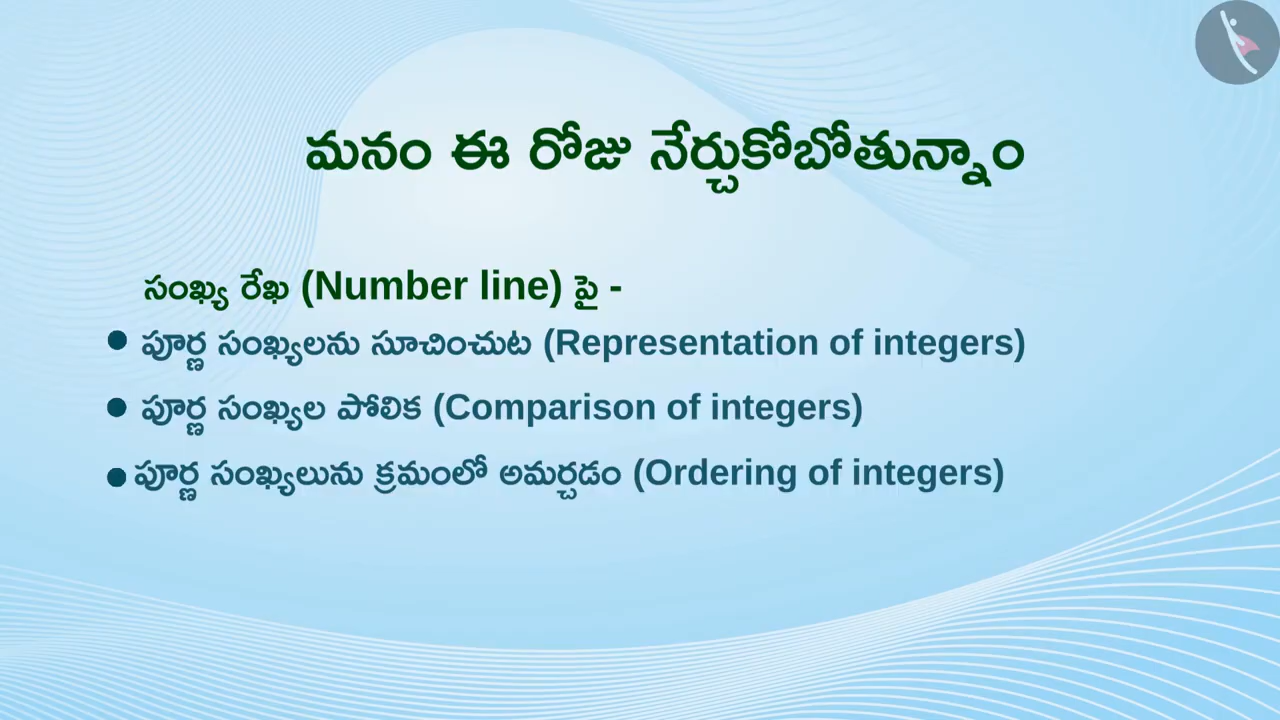 మనం ఈ రోజు నేర్చుకోబోతున్నాం
సంఖ్య రేఖ (Number line) పై -
● పూర్ణ సంఖ్యలను సూచించుట (Representation of integers)
● పూర్ణ సంఖ్యల పోలిక (Comparison of integers)
● పూర్ణ సంఖ్యలును క్రమంలో అమర్చడం (Ordering of integers)